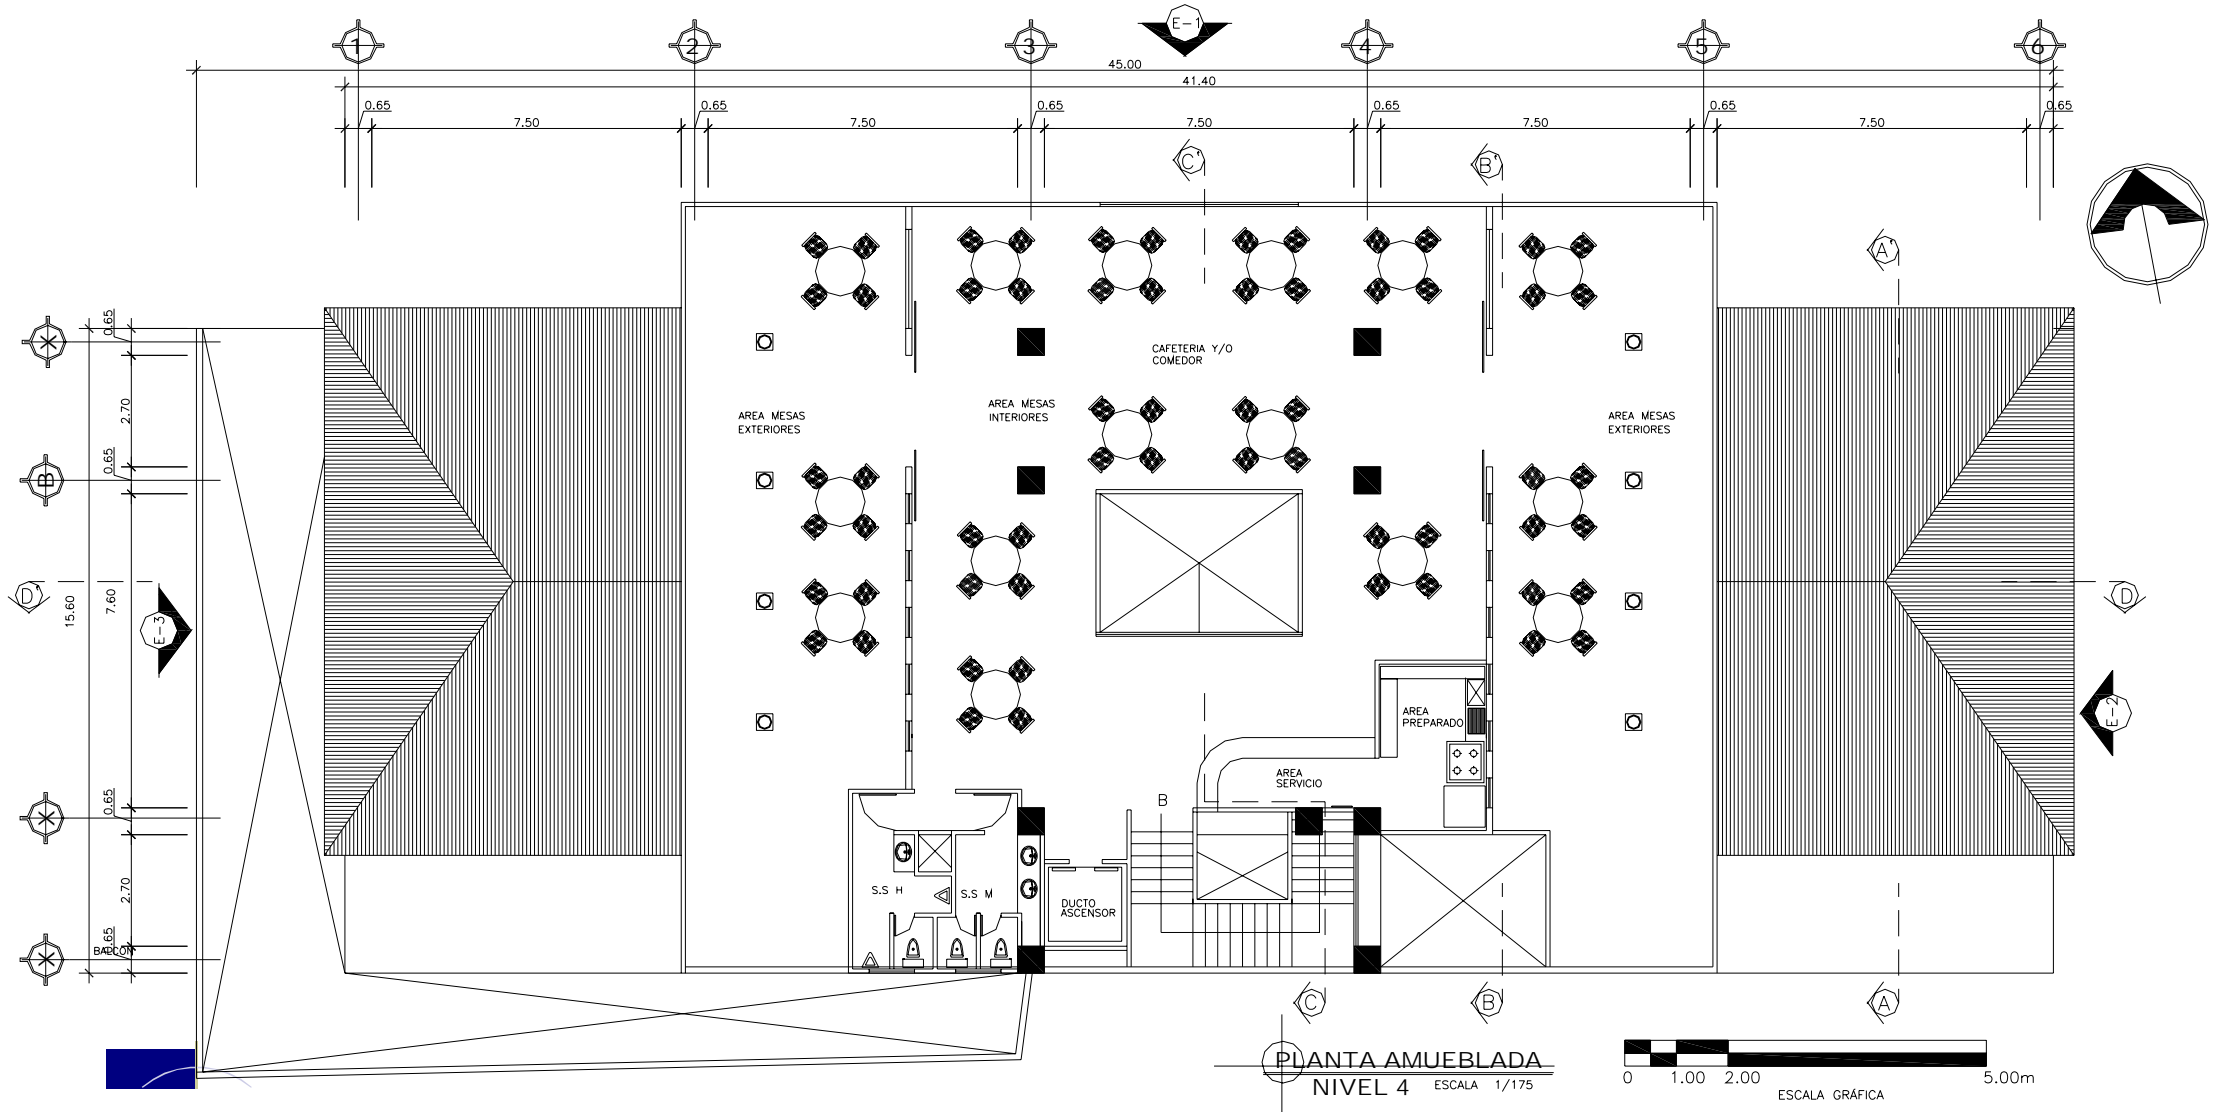 E-1
1 2 3 4 5 6
45.00
41.40
0.65 0.65 0.65 0.65 0.65 0.65
7.50 7.50 7.50 7.50 7.50
C' B'
A'
X
0.65
CAFETERIA Y/O
COMEDOR
2.70
AREA MESAS
INTERIORES
AREA MESAS
EXTERIORES
AREA MESAS
EXTERIORES
0.65
B
D'
15.60
7.60
E-3
D
E-2
AREA
PREPARADO
AREA
SERVICIO
B
0.65
X
2.70
S.S H
S.S M
DUCTO
ASCENSOR
0.65
BALCON
X
C B A
PLANTA AMUEBLADA
NIVEL 4 ESCALA 1/175
0 1.00 2.00 5.00m
ESCALA GRÁFICA